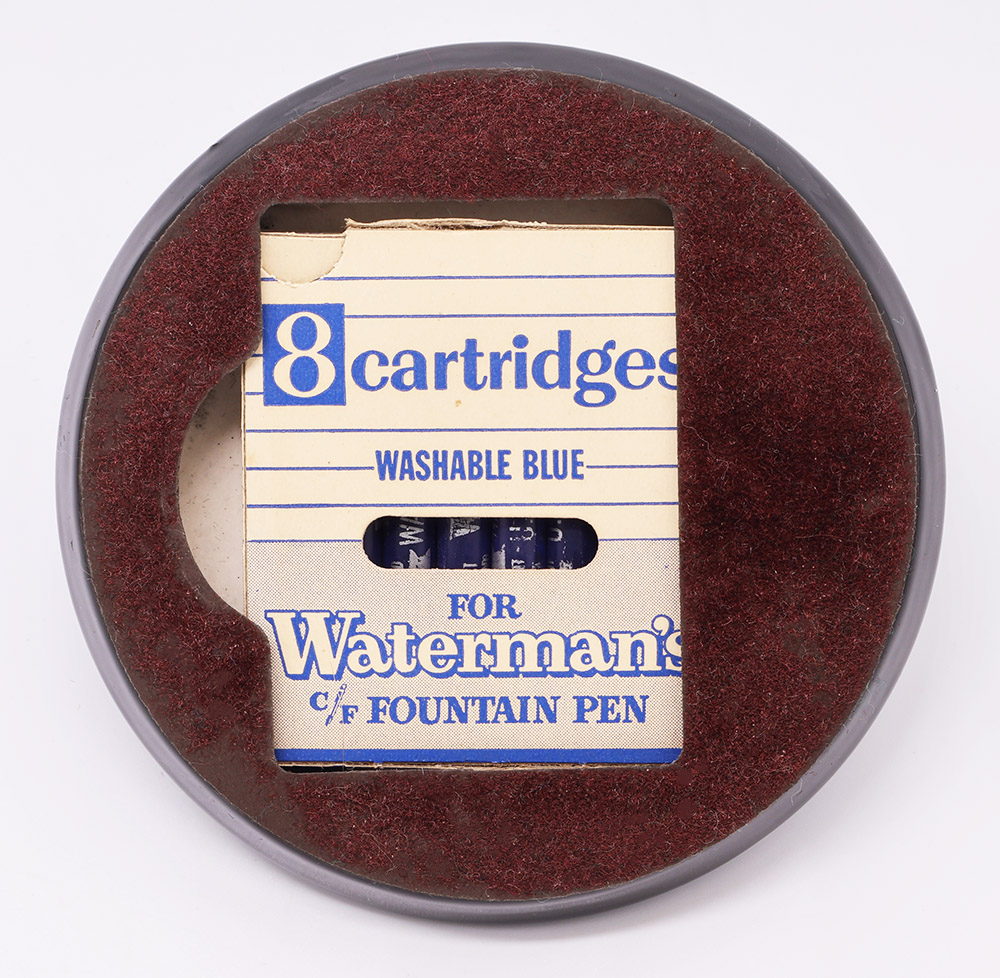 8 cartridges
WASHABLE BLUE
FOR
Waterman's
C/F FOUNTAIN PEN